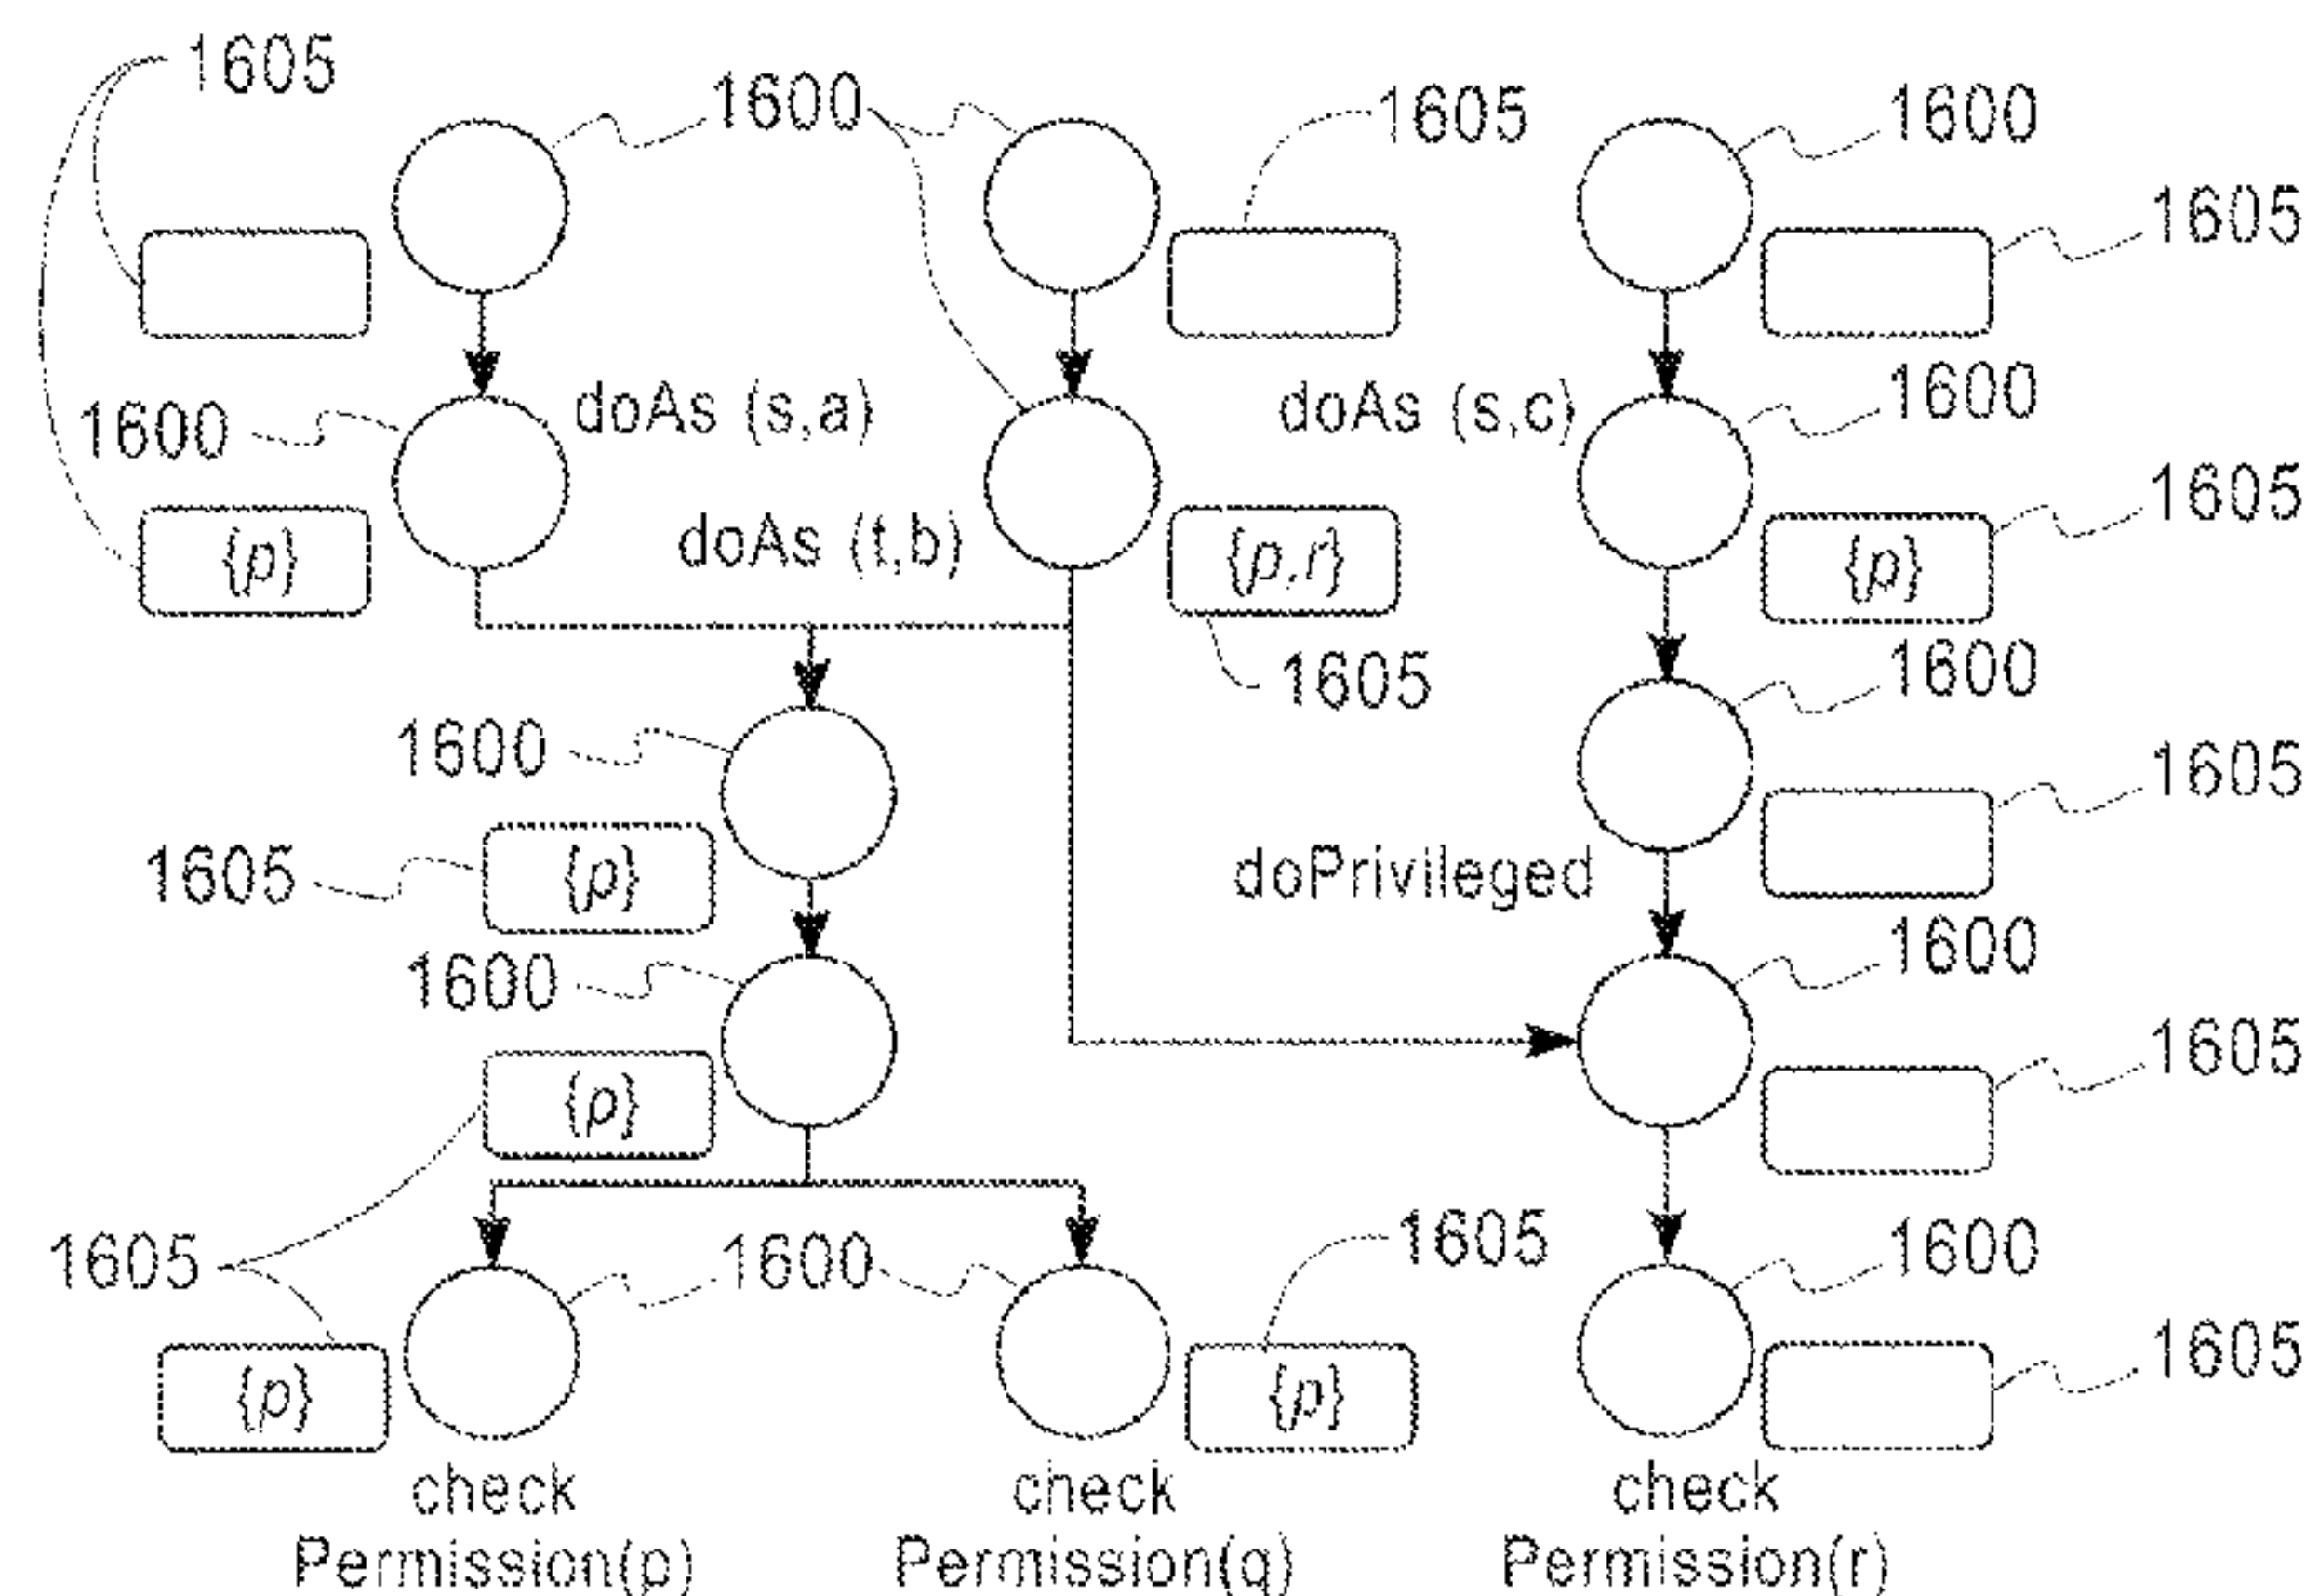 1605
1600
1605
1600
1605
1600
doAs (s,a)
doAs (s,c)
1600
1605
{p}
doAs (t,b)
{p,r}
{p}
1605
1600
1600
1605
1605
{p}
doPrivileged
1600
1600
{p}
1605
1605
1600
1605
1600
{p}
{p}
1605
check
Permission(p)
check
Permission(q)
check
Permission(r)